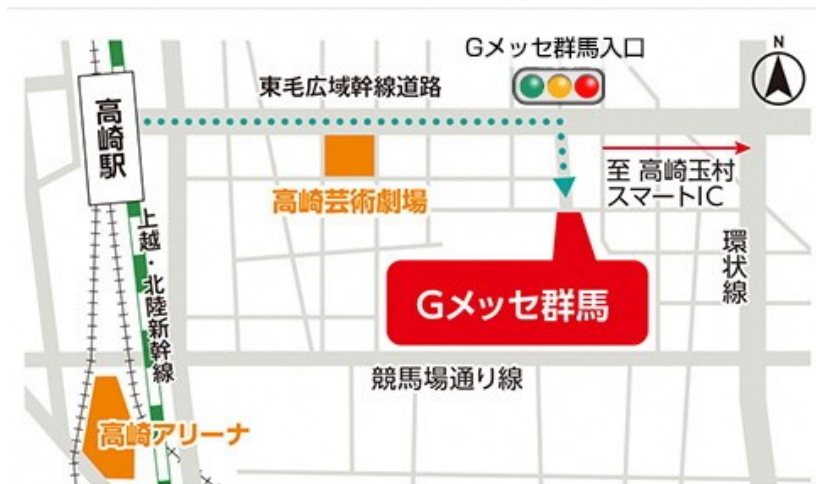 Gメッセ群馬入口
N
東毛広域幹線道路
高崎駅
至 高崎玉村
スマートIC
高崎芸術劇場
上越・北陸新幹線
環状線
Gメッセ群馬
競馬場通り線
高崎アリーナ